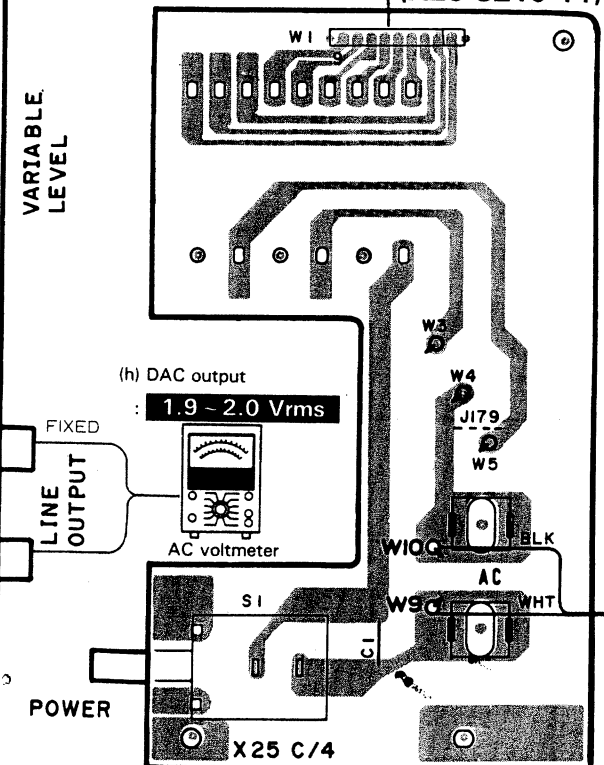 W1
VARIABLE
LEVEL
W3
(h) DAC output
W4
: 1.9 ~ 2.0 Vrms
J179
FIXED
W5
LINE
OUTPUT
AC voltmeter
W10
BLK
AC
S1
W9
WHT
C1
POWER
X25 C/4